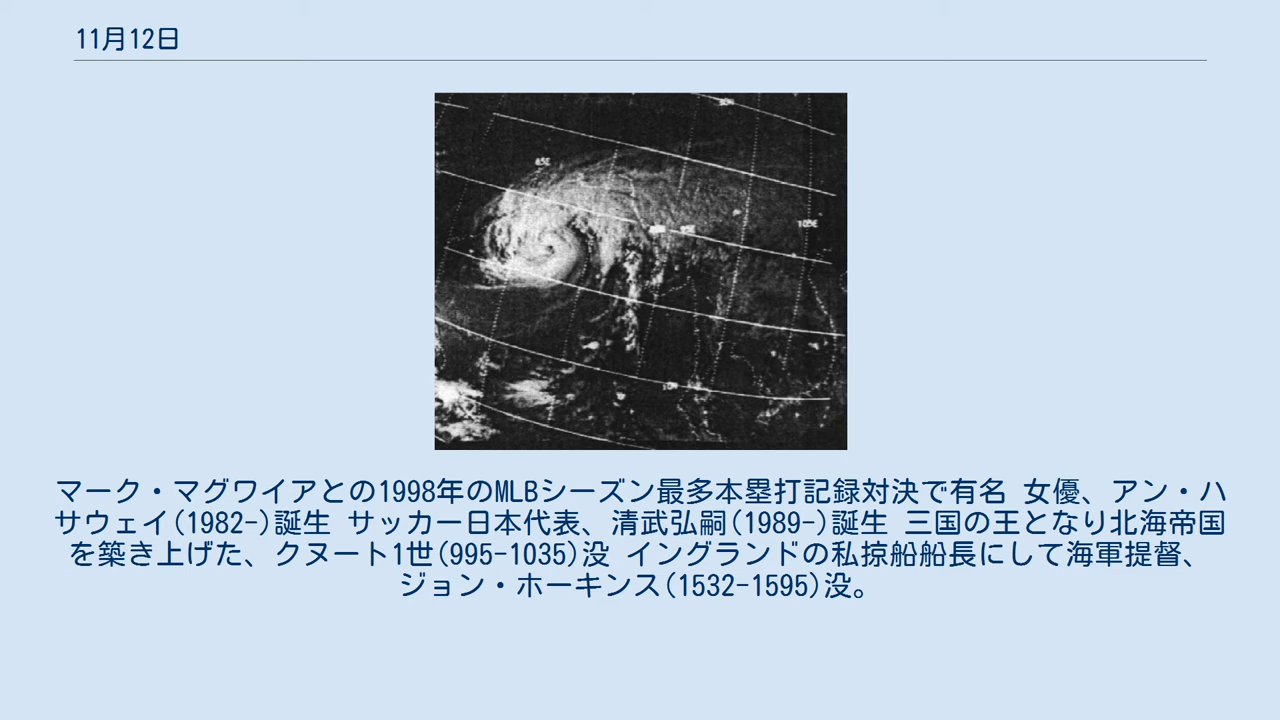 11月12日
85E
105E
10N
マーク・マグワイアとの1998年のMLBシーズン最多本塁打記録対決で有名 女優、アン・ハ
サウェイ(1982-)誕生 サッカー日本代表、清武弘嗣(1989-)誕生 三国の王となり北海帝国
を築き上げた、クヌート1世(995-1035)没 イングランドの私掠船船長にして海軍提督、
ジョン・ホーキンス(1532-1595)没。